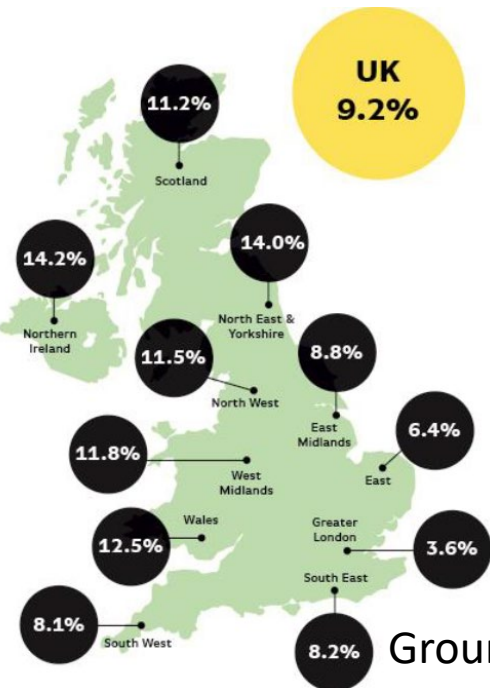 UK
9.2%
11.2%
Scotland
14.2%
Northern
Ireland
14.0%
North East &
Yorkshire
11.5%
North West
8.8%
East
Midlands
6.4%
East
11.8%
West
Midlands
12.5%
Wales
Greater
London
3.6%
South East
8.2%
8.1%
South West
Groun